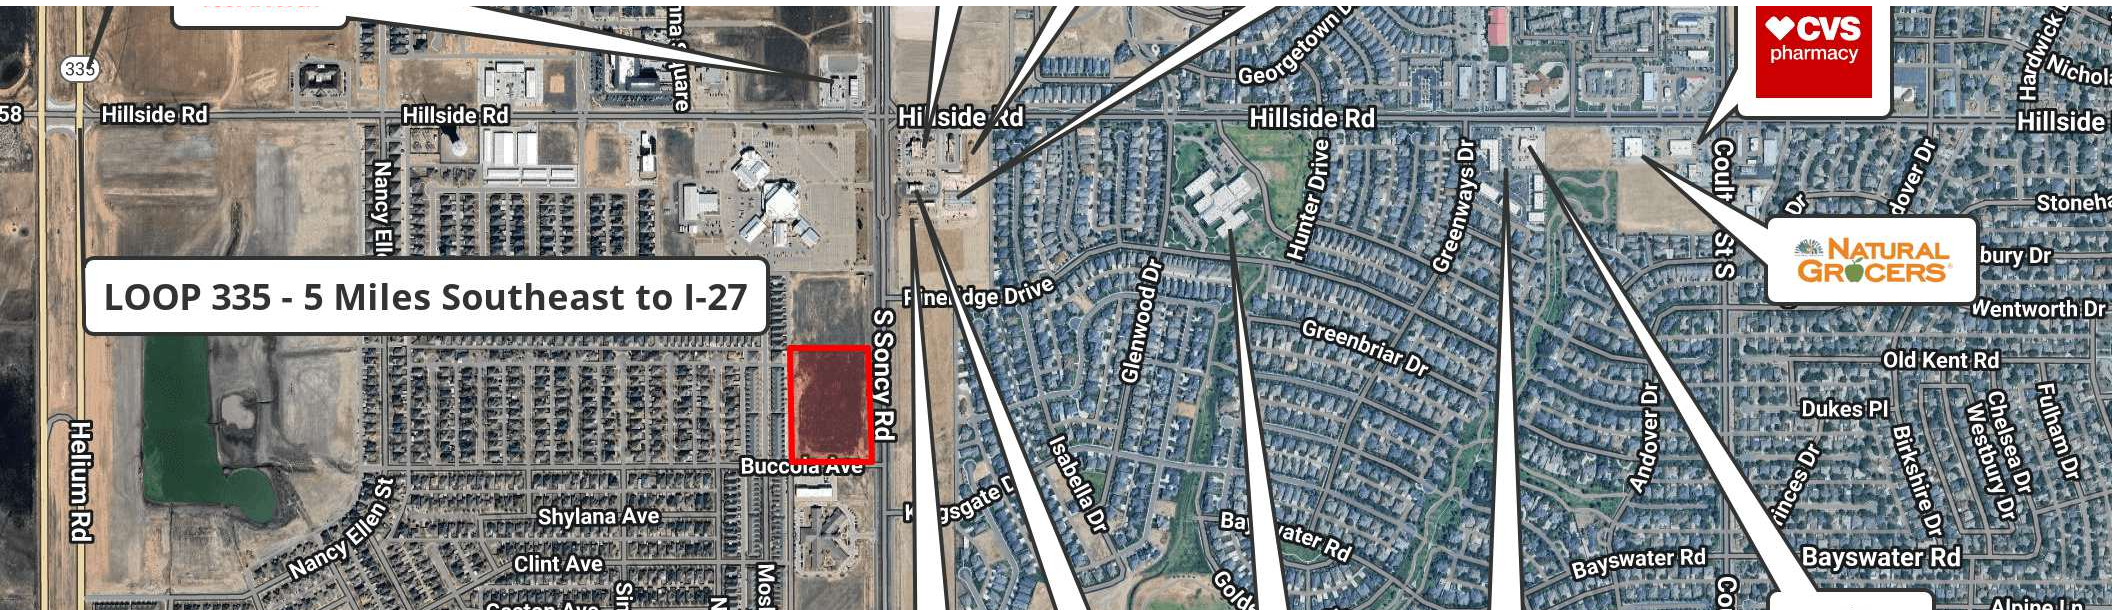 CVS
pharmacy
335
Georgetown
58
Hillside Rd
Hillside Rd
Hillside Rd
Hillside Rd
Hillside
Nancy Ell
Hunter Drive
Greenways Dr
Dr
NATURAL
GROCERS
Stoneh
bury Dr
Wentworth Dr
LOOP 335 - 5 Miles Southeast to I-27
Drive
S Soncy Rd
Glenwood Dr
Greenbriar Dr
Old Kent Rd
Andover Dr
Dukes Pl
Birkshire Dr
Westbury Dr
Chelsea Dr
Fulham Dr
Helium Rd
Buccola Ave
Isabella Dr
Nancy Ellen St
Shylana Ave
Clint Ave
Bayswater Rd
Bayswater Rd